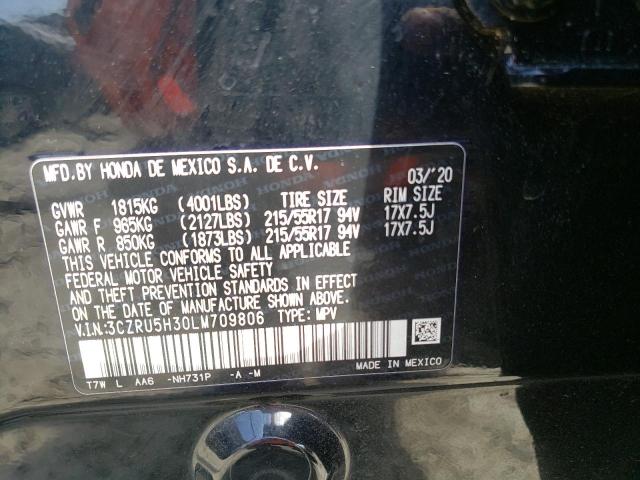 MFD. BY HONDA DE MEXICO S.A. DE C.V. 03/'20
GVWR 1815KG (4001LBS) TIRE SIZE RIM SIZE
GAWR F 965KG (2127LBS) 215/55R17 94V 17X7.5J
GAWR R 850KG (1873LBS) 215/55R17 94V 17X7.5J
THIS VEHICLE CONFORMS TO ALL APPLICABLE
FEDERAL MOTOR VEHICLE SAFETY
AND THEFT PREVENTION STANDARDS IN EFFECT
ON THE DATE OF MANUFACTURE SHOWN ABOVE.
V.I.N:3CZRU5H30LM709806 TYPE: MPV
T7W L AA6 -NH731P -A -M MADE IN MEXICO